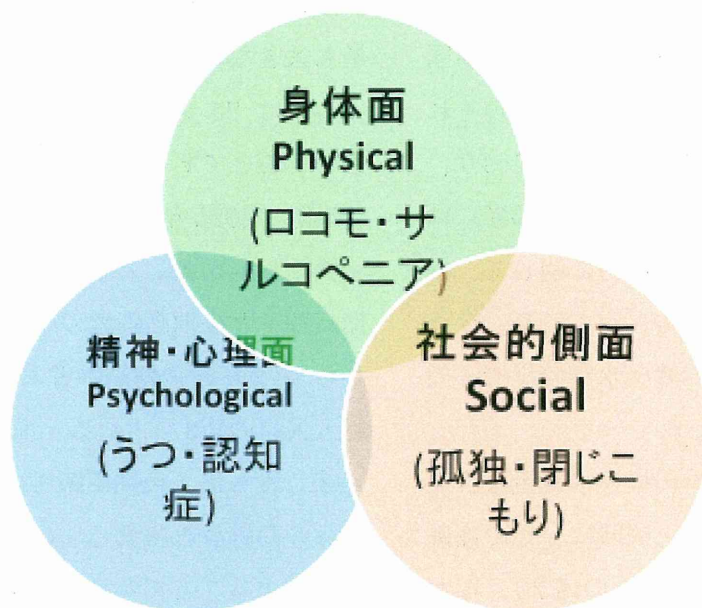 身体面
Physical
(ロコモ・サ
ルコペニア)
精神・心理面
Psychological
(うつ・認知
症)
社会的側面
Social
(孤独・閉じこ
もり)